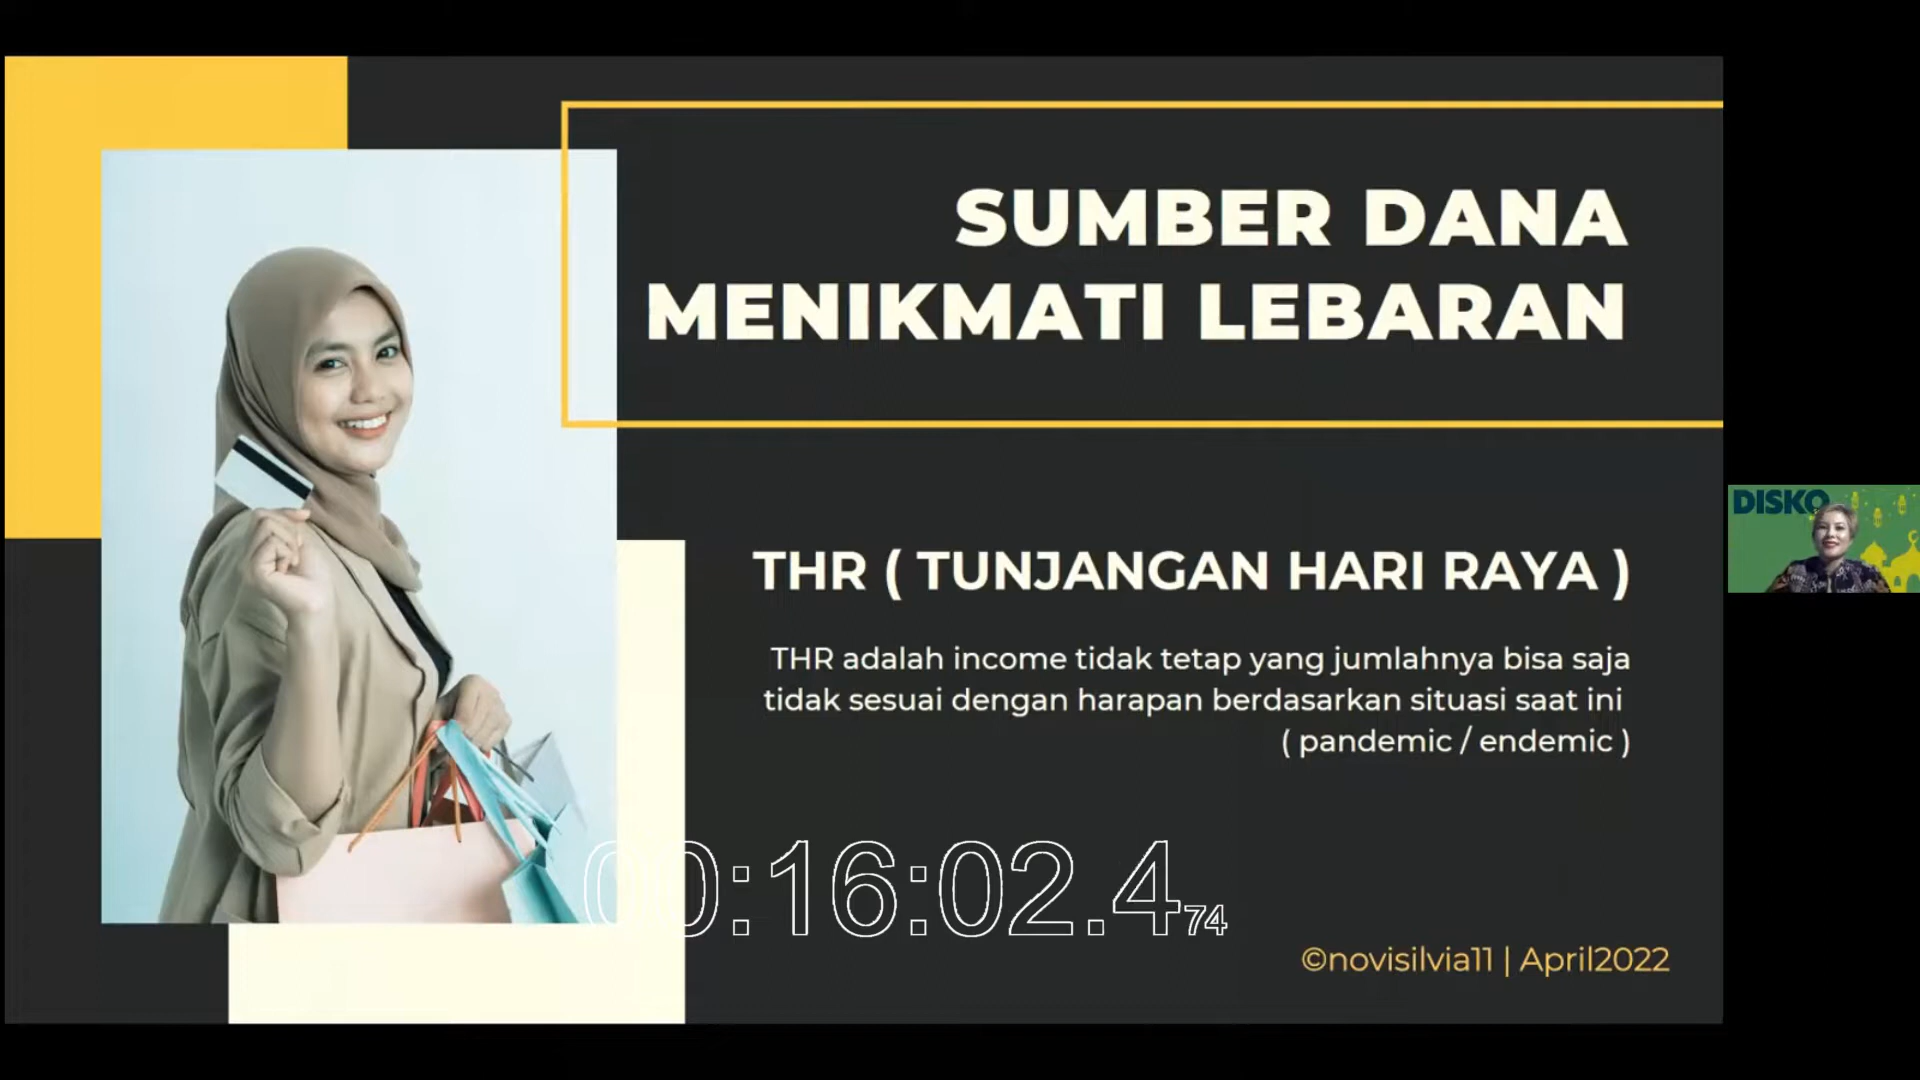 SUMBER DANA
MENIKMATI LEBARAN
THR ( TUNJANGAN HARI RAYA )
THR adalah income tidak tetap yang jumlahnya bisa saja
tidak sesuai dengan harapan berdasarkan situasi saat ini
( pandemic / endemic )
00:16:02.474
©novisilvia11 | April2022
DISKO